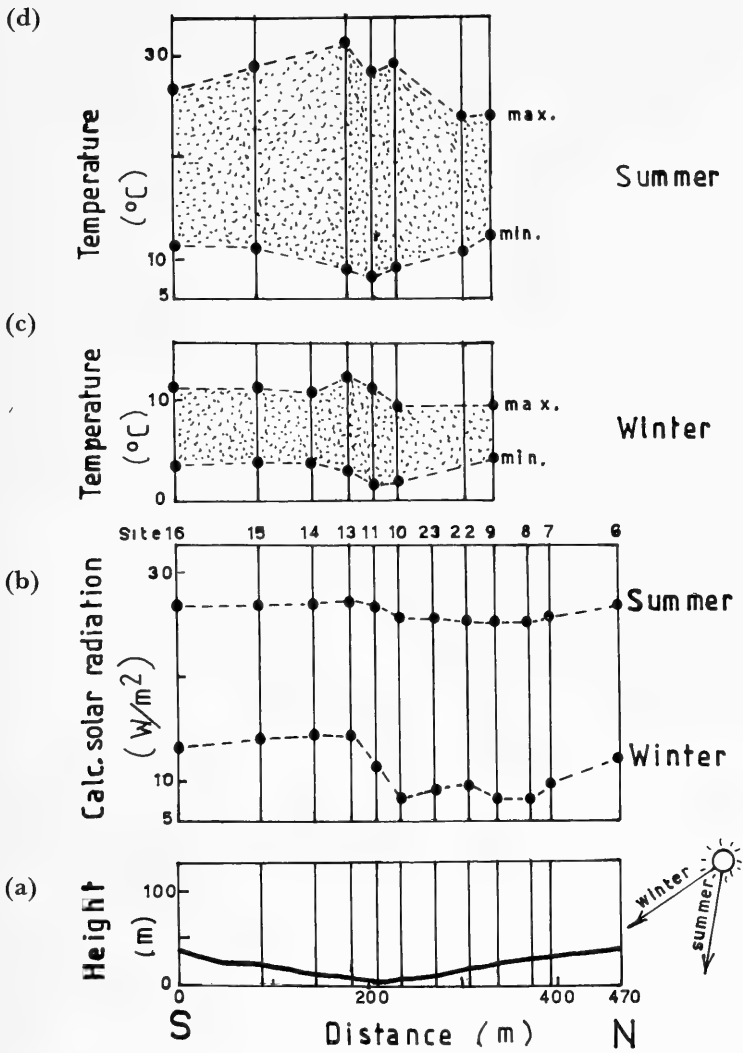 (d)
30
Temperature
(°C)
max.
Summer
min.
10
5
(c)
Temperature
(°C)
10
max.
Winter
min.
0
Site 16 15 14 13 11 10 23 22 9 8 7 6
(b)
30
Calc. solar radiation
(W/m²)
Summer
Winter
10
5
(a)
100
Height
(m)
winter
summer
0
0 200 400 470
S Distance (m) N